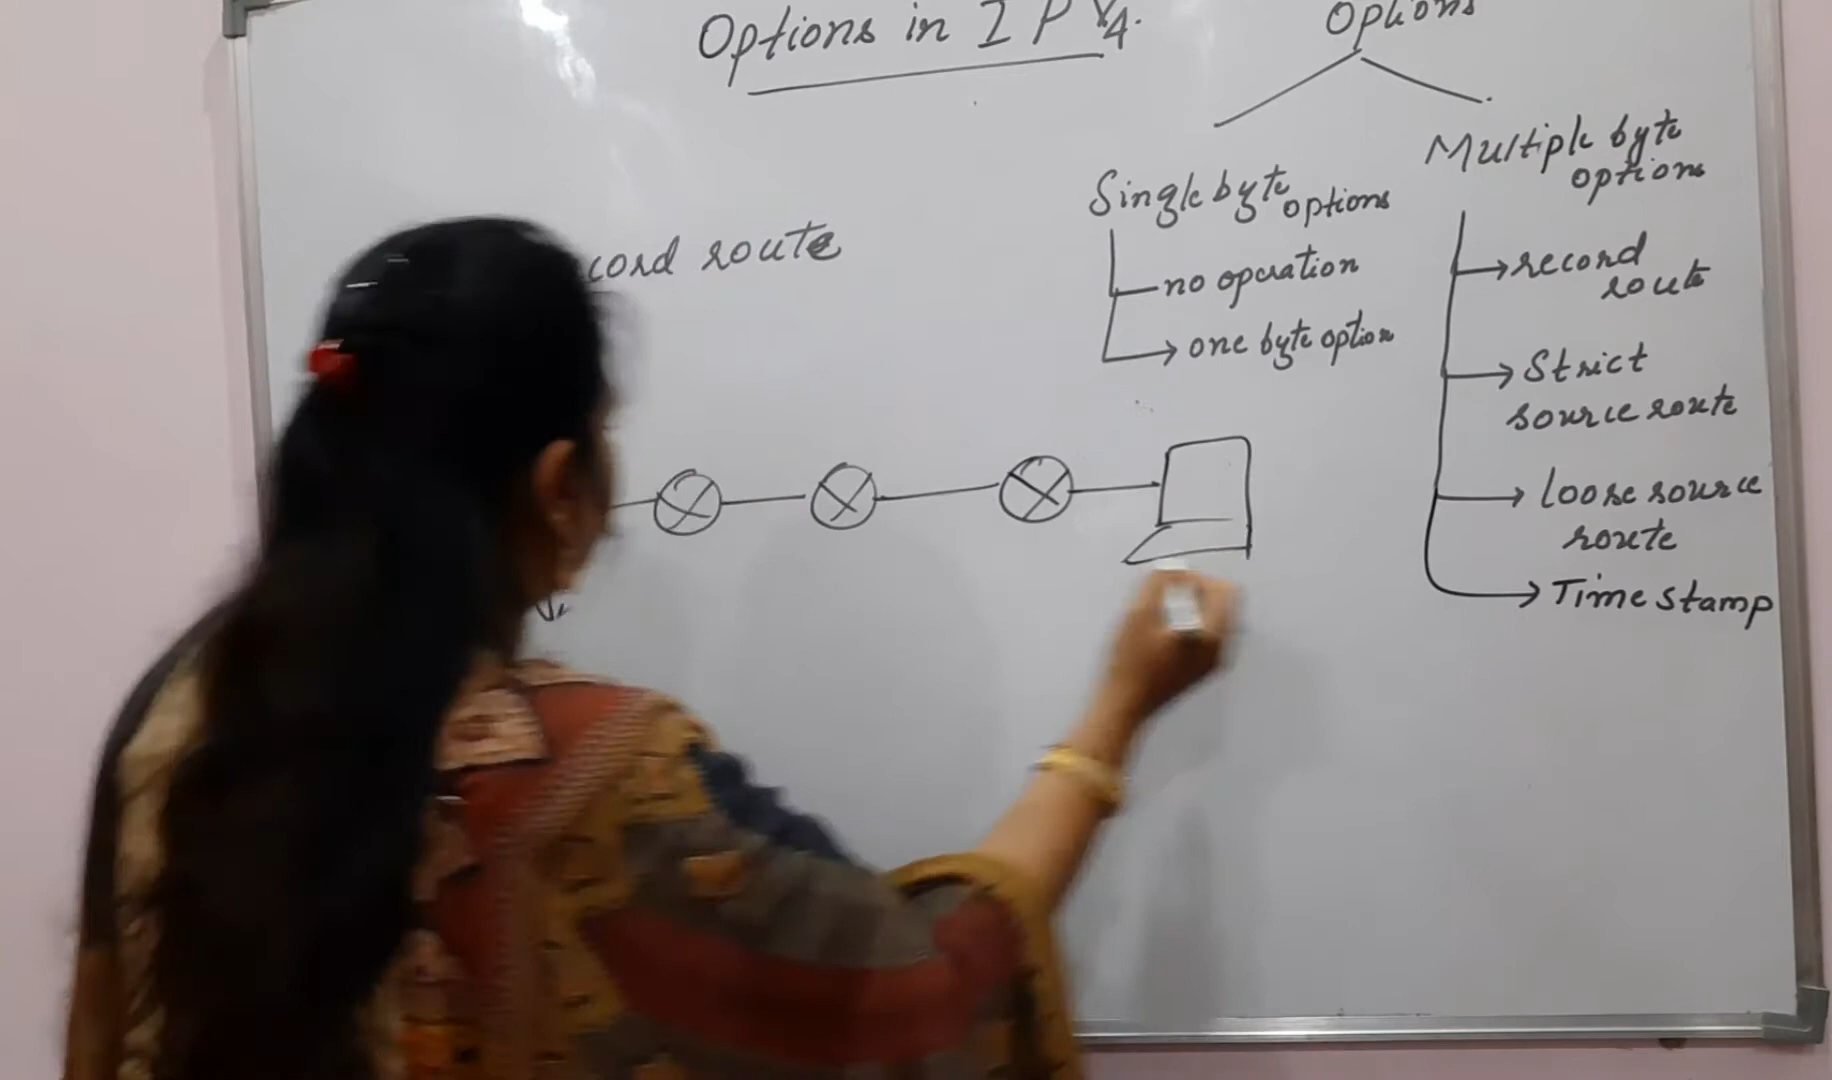 Options in IPV4.
Options
Single byte options
no operation
one byte option
Multiple byte options
record route
Strict source route
loose source route
Time stamp
cord route